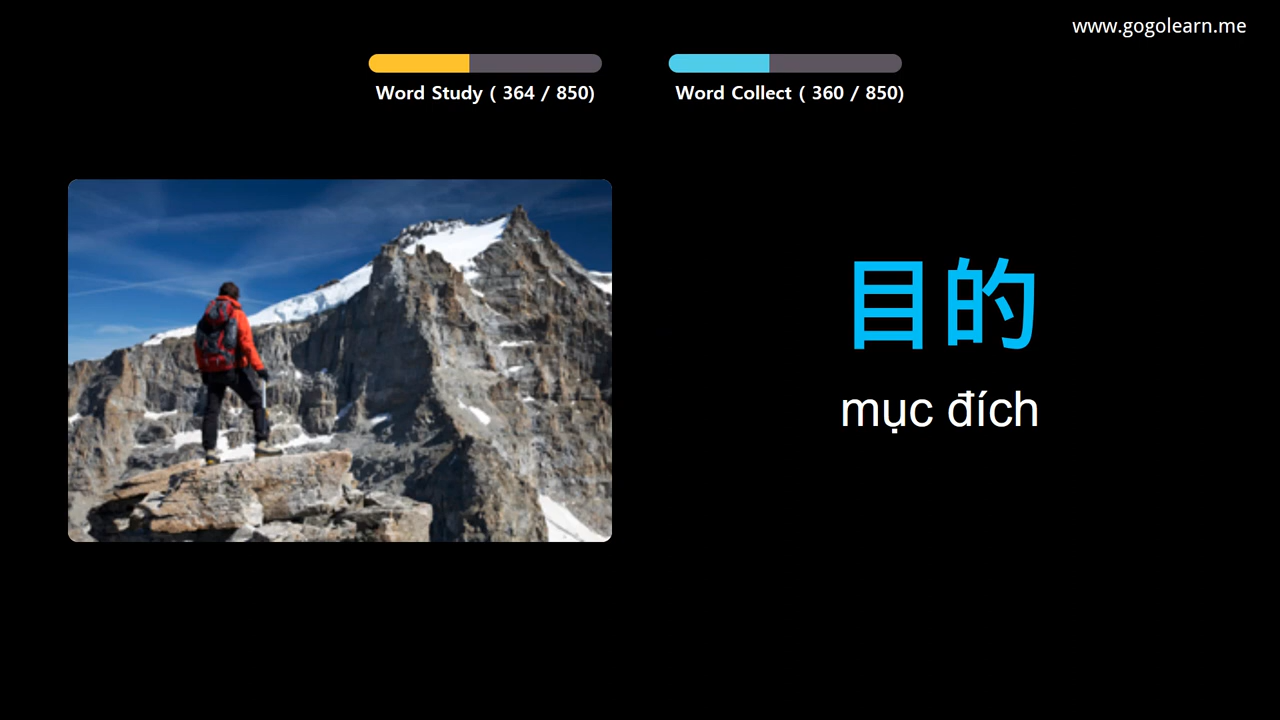 www.gogolearn.me
Word Study ( 364 / 850)
Word Collect ( 360 / 850)
目的
mục đích